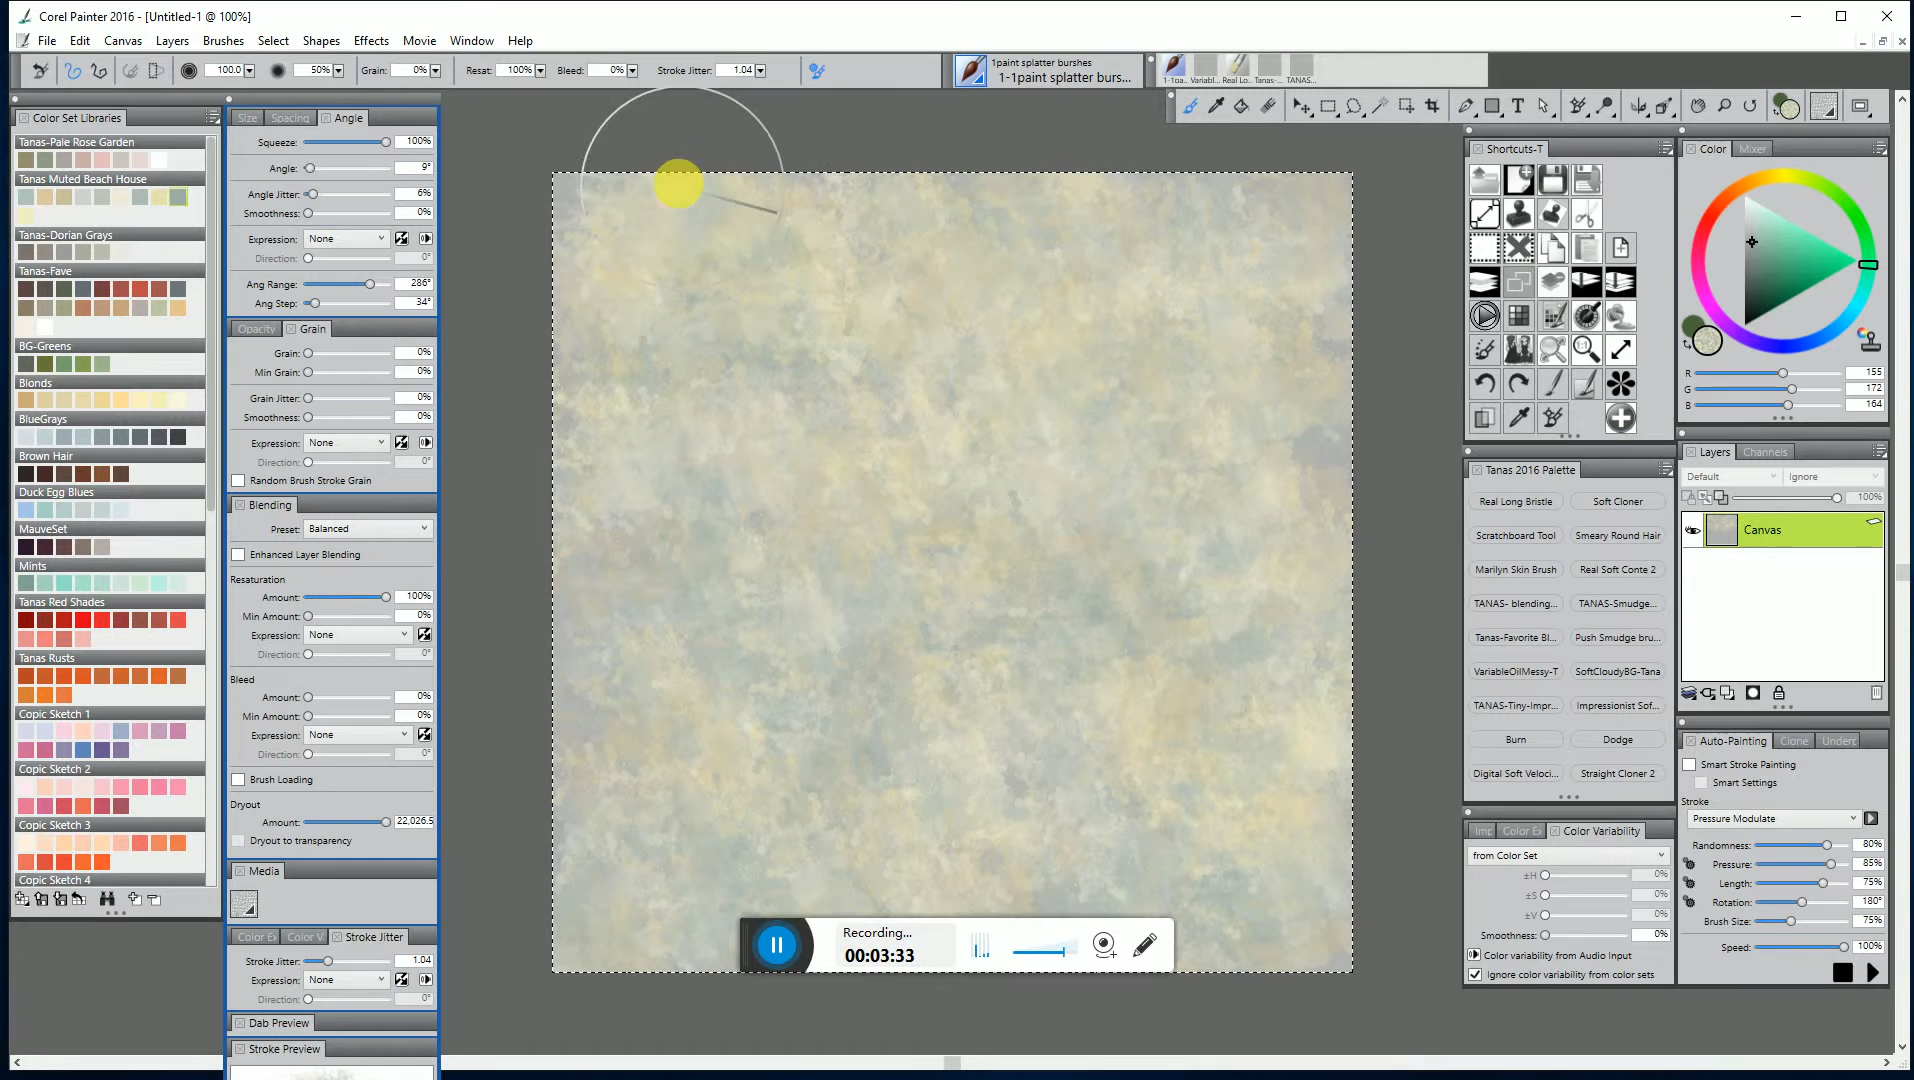 Corel Painter 2016 - [Untitled-1 @ 100%]
File Edit Canvas Layers Brushes Select Shapes Effects Movie Window Help
100.0 50% Grain: 0% Resat: 100% Bleed: 0% Stroke Jitter: 1.04
1paint splatter burshes
1-1paint splatter burs...
1-1pa... Variabl... Real Lo... Tanas-... TANAS...
Color Set Libraries
Tanas-Pale Rose Garden
Tanas Muted Beach House
Tanas-Dorian Grays
Tanas-Fave
BG-Greens
Blonds
BlueGrays
Brown Hair
Duck Egg Blues
MauveSet
Mints
Tanas Red Shades
Tanas Rusts
Copic Sketch 1
Copic Sketch 2
Copic Sketch 3
Copic Sketch 4
Size Spacing Angle
Squeeze: 100%
Angle: 9°
Angle Jitter: 6%
Smoothness: 0%
Expression: None
Direction: 0°
Ang Range: 286°
Ang Step: 34°
Opacity Grain
Grain: 0%
Min Grain: 0%
Grain Jitter: 0%
Smoothness: 0%
Expression: None
Direction: 0°
Random Brush Stroke Grain
Blending
Preset: Balanced
Enhanced Layer Blending
Resaturation
Amount: 100%
Min Amount: 0%
Expression: None
Direction: 0°
Bleed
Amount: 0%
Min Amount: 0%
Expression: None
Direction: 0°
Brush Loading
Dryout
Amount: 22,026.5
Dryout to transparency
Media
Color E Color V Stroke Jitter
Stroke Jitter: 1.04
Expression: None
Direction: 0°
Dab Preview
Stroke Preview
Recording...
00:03:33
Shortcuts-T
Tanas 2016 Palette
Real Long Bristle Soft Cloner
Scratchboard Tool Smeary Round Hair
Marilyn Skin Brush Real Soft Conte 2
TANAS- blending... TANAS-Smudge...
Tanas-Favorite Bl... Push Smudge bru...
VariableOilMessy-T SoftCloudyBG-Tana
TANAS-Tiny-Impr... Impressionist Sof...
Burn Dodge
Digital Soft Veloci... Straight Cloner 2
Color E Color Variability
from Color Set
±H 0%
±S 0%
±V 0%
Smoothness: 0%
Color variability from Audio Input
Ignore color variability from color sets
Color Mixer
R 155
G 172
B 164
Layers Channels
Default Ignore
100%
Canvas
Auto-Painting Clone Underp
Smart Stroke Painting
Smart Settings
Stroke
Pressure Modulate
Randomness: 80%
Pressure: 85%
Length: 75%
Rotation: 180°
Brush Size: 75%
Speed: 100%